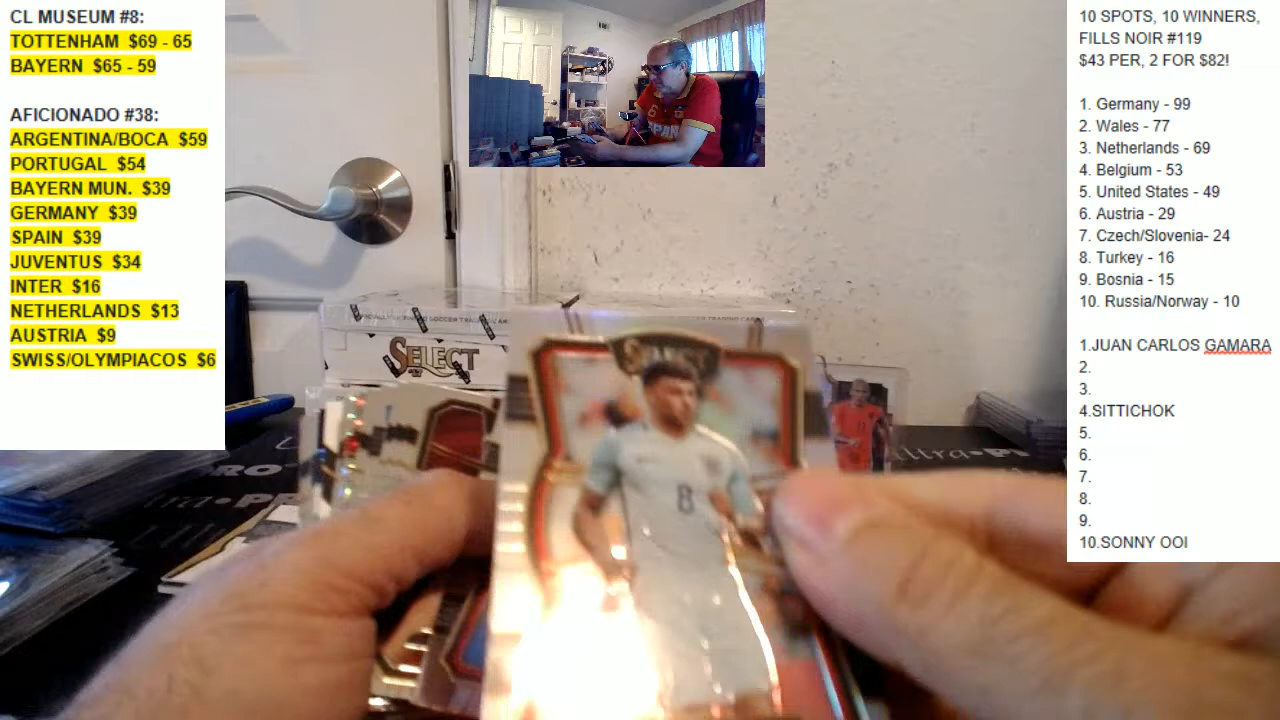 CL MUSEUM #8:
TOTTENHAM $69 - 65
BAYERN $65 - 59
AFICIONADO #38:
ARGENTINA/BOCA $59
PORTUGAL $54
BAYERN MUN. $39
GERMANY $39
SPAIN $39
JUVENTUS $34
INTER $16
NETHERLANDS $13
AUSTRIA $9
SWISS/OLYMPIACOS $6
10 SPOTS, 10 WINNERS,
FILLS NOIR #119
$43 PER, 2 FOR $82!
1. Germany - 99
2. Wales - 77
3. Netherlands - 69
4. Belgium - 53
5. United States - 49
6. Austria - 29
7. Czech/Slovenia- 24
8. Turkey - 16
9. Bosnia - 15
10. Russia/Norway - 10
1.JUAN CARLOS GAMARA
2.
3.
4.SITTICHOK
5.
6.
7.
8.
9.
10.SONNY OOI
SELECT
8